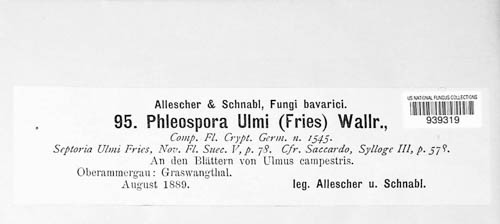 Allescher & Schnabl, Fungi bavarici.
95. Phleospora Ulmi (Fries) Wallr.,
Comp. Fl. Crypt. Germ. n. 1545.
Septoria Ulmi Fries, Nov. Fl. Suec. V, p. 78. Cfr. Saccardo, Sylloge III, p. 578.
An den Blättern von Ulmus campestris.
Oberammergau: Graswangthal.
August 1889.
leg. Allescher u. Schnabl.
US NATIONAL FUNGUS COLLECTIONS
939319